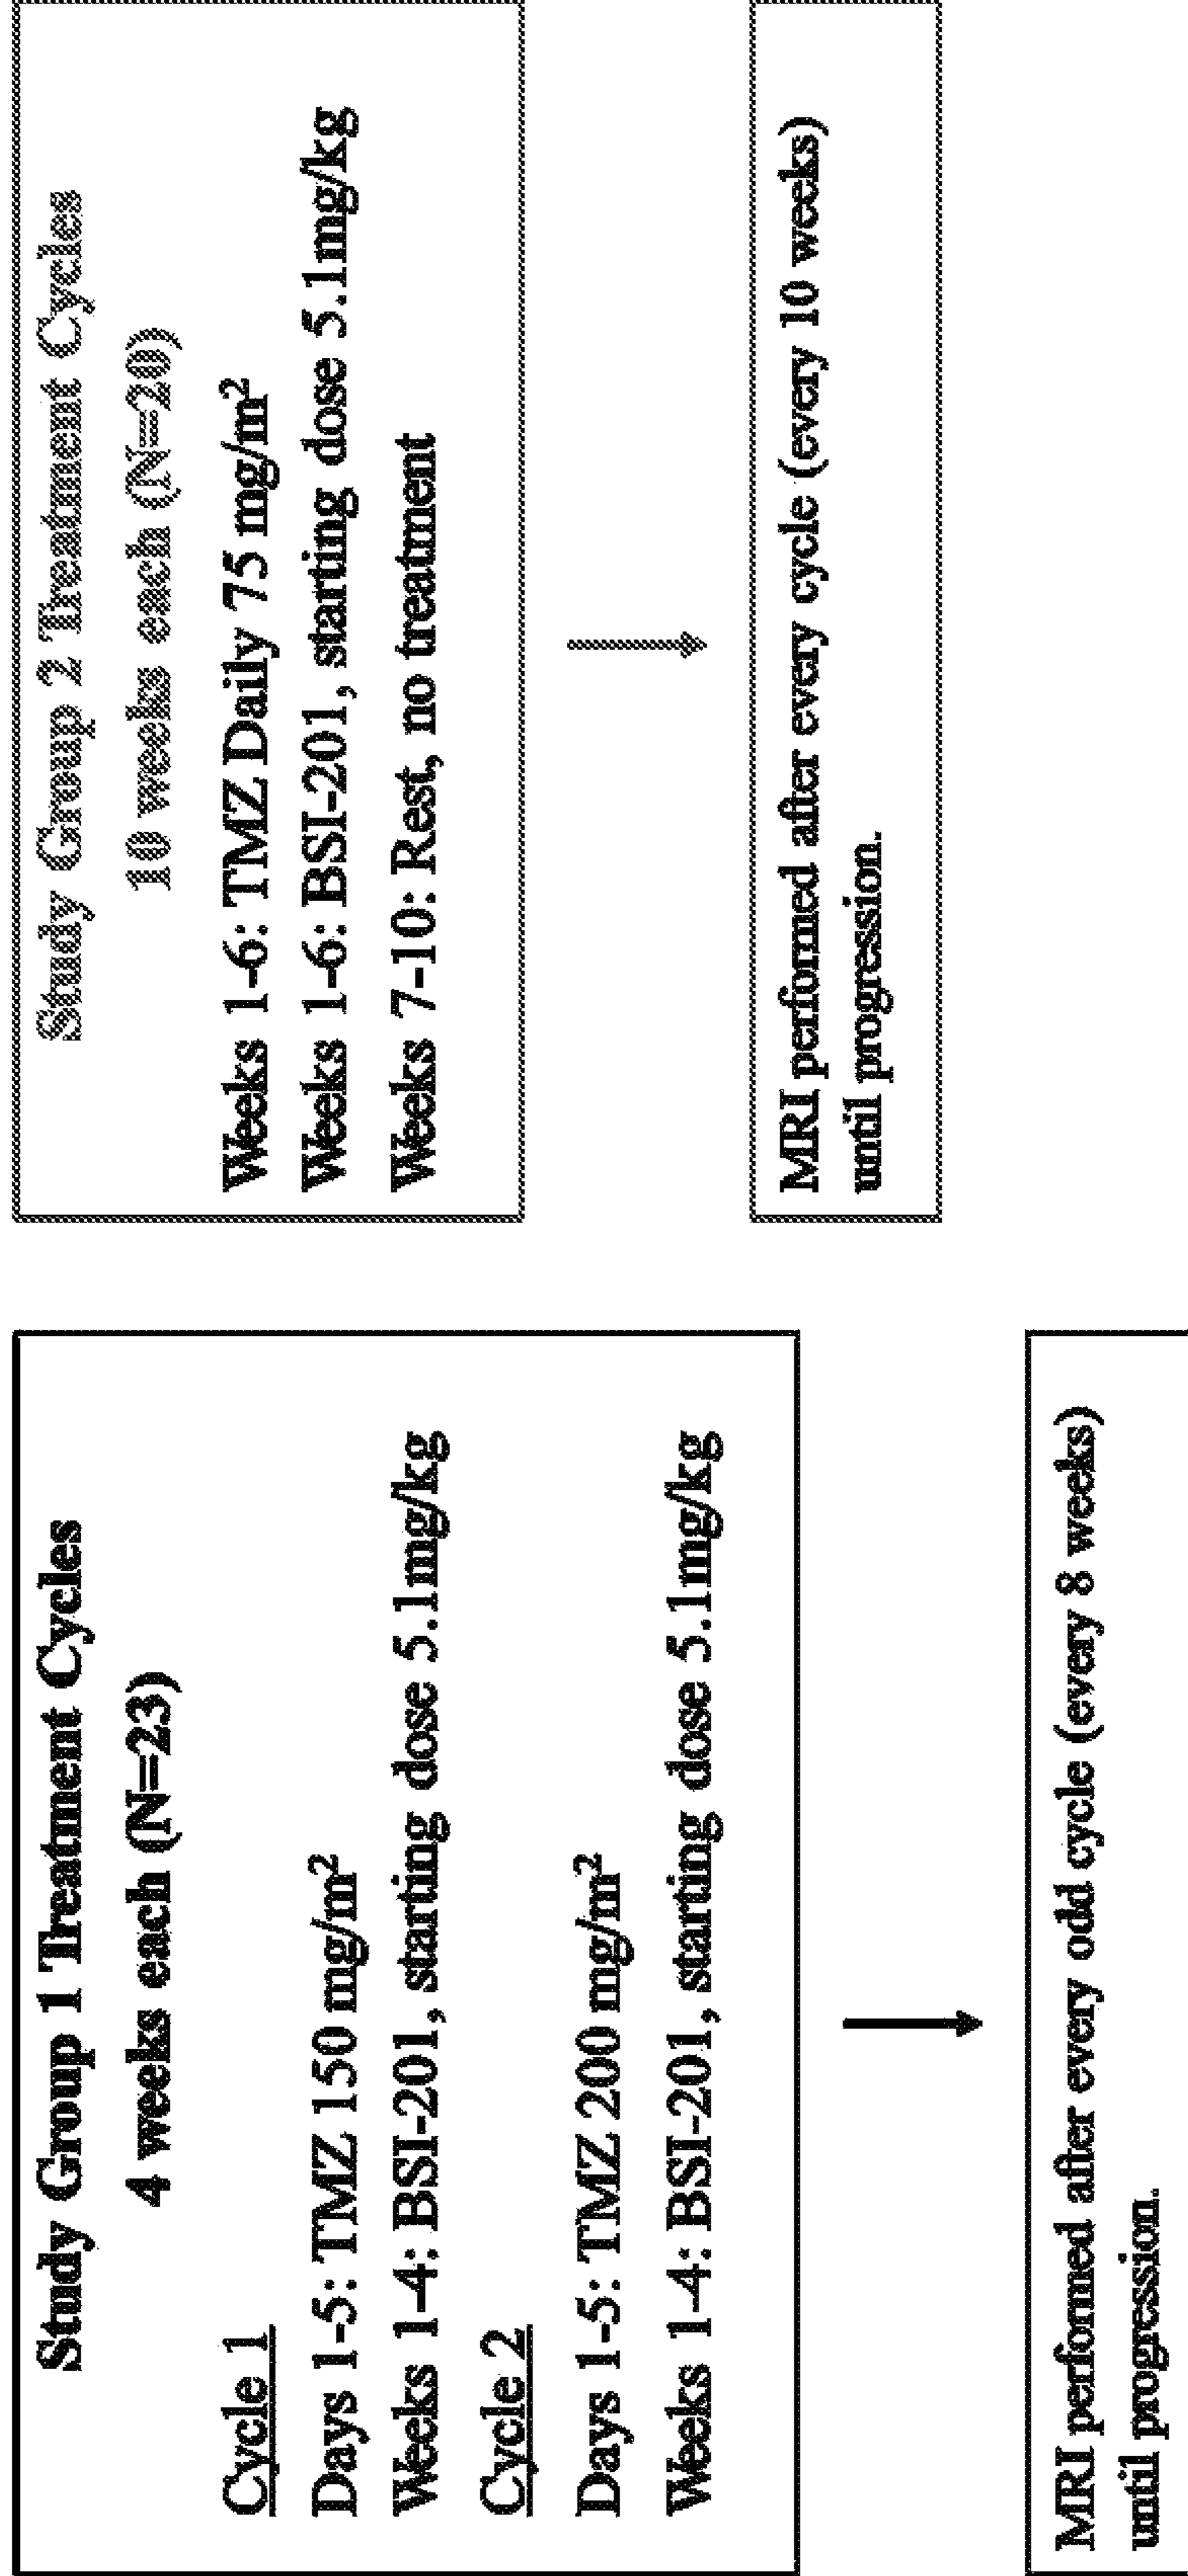 Study Group 1 Treatment Cycles
4 weeks each (N=23)
Cycle 1
Days 1-5: TMZ 150 mg/m²
Weeks 1-4: BSI-201, starting dose 5.1mg/kg
Cycle 2
Days 1-5: TMZ 200 mg/m²
Weeks 1-4: BSI-201, starting dose 5.1mg/kg
MRI perfomed after every odd cycle (every 8 weeks)
until progression.
Study Group 2 Treatment Cycles
10 weeks each (N=20)
Weeks 1-6: TMZ Daily 75 mg/m²
Weeks 1-6: BSI-201, starting dose 5.1mg/kg
Weeks 7-10: Rest, no treatment
MRI perfomed after every cycle (every 10 weeks)
until progression.